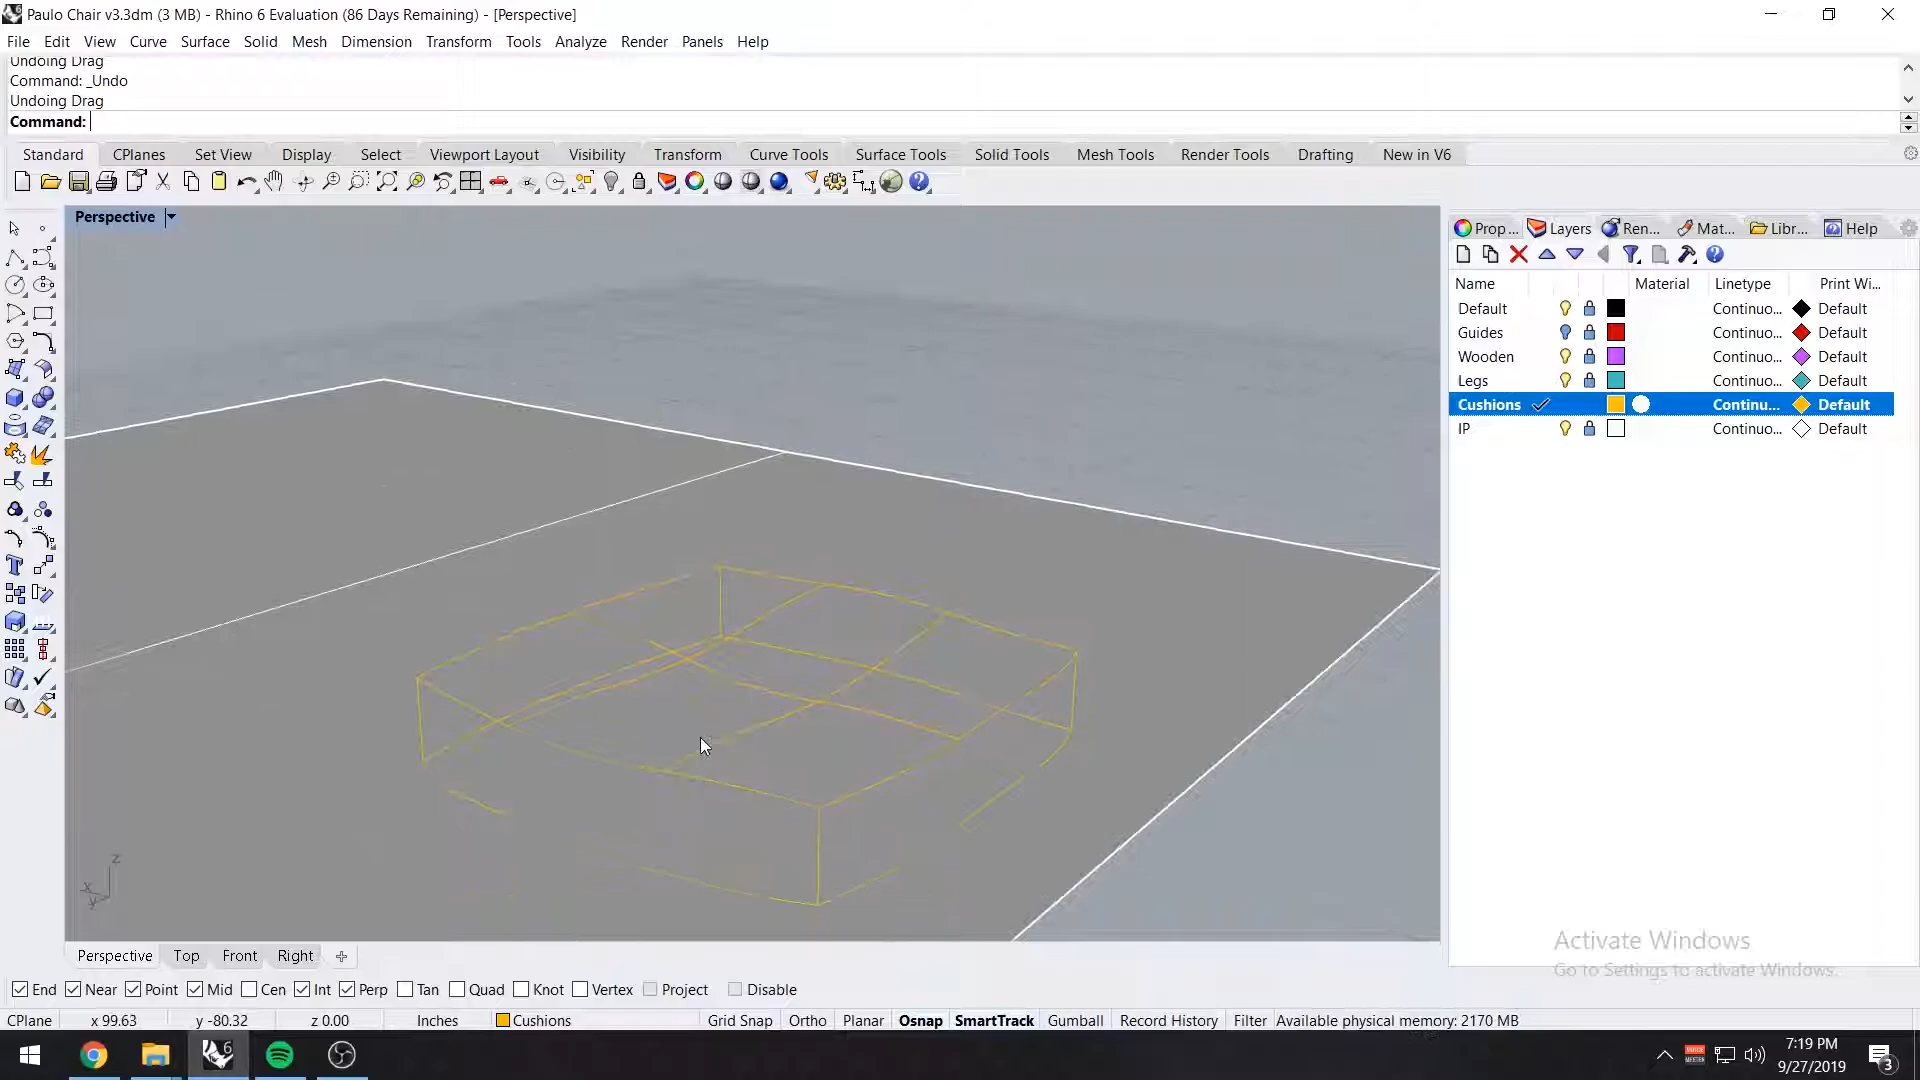 Paulo Chair v3.3dm (3 MB) - Rhino 6 Evaluation (86 Days Remaining) - [Perspective]
File Edit View Curve Surface Solid Mesh Dimension Transform Tools Analyze Render Panels Help
Undoing Drag
Command: _Undo
Undoing Drag
Command:
Standard CPlanes Set View Display Select Viewport Layout Visibility Transform Curve Tools Surface Tools Solid Tools Mesh Tools Render Tools Drafting New in V6
Perspective
Prop... Layers Ren... Mat... Libr... Help
Name Material Linetype Print Wi...
Default Continuo... Default
Guides Continuo... Default
Wooden Continuo... Default
Legs Continuo... Default
Cushions Continu... Default
IP Continuo... Default
z
x
y
Activate Windows
Go to Settings to activate Windows.
Perspective Top Front Right
End Near Point Mid Cen Int Perp Tan Quad Knot Vertex Project Disable
CPlane x 99.63 y -80.32 z 0.00 Inches Cushions Grid Snap Ortho Planar Osnap SmartTrack Gumball Record History Filter Available physical memory: 2170 MB
7:19 PM
9/27/2019
3